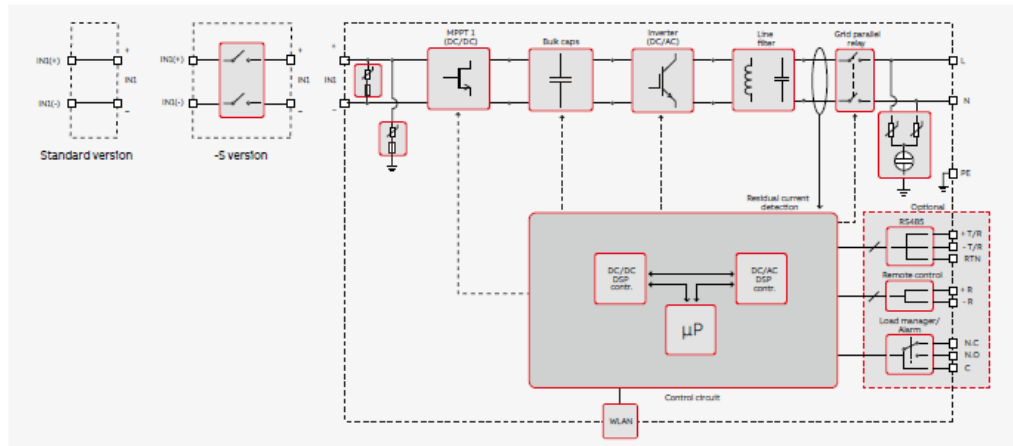 MPPT 1
(DC/DC)
Bulk caps
Inverter
(DC/AC)
Line
filter
Grid parallel
relay
IN1(+)
+
IN1
IN1(-)
−
Standard version
IN1(+)
+
IN1
IN1(-)
−
-S version
+
IN1
−
L
N
PE
Residual current
detection
Optional
RS485
+ T/R
- T/R
RTN
Remote control
+ R
- R
Load manager/
Alarm
N.C
N.O
C
DC/DC
DSP
contr.
DC/AC
DSP
contr.
µP
Control circuit
WLAN